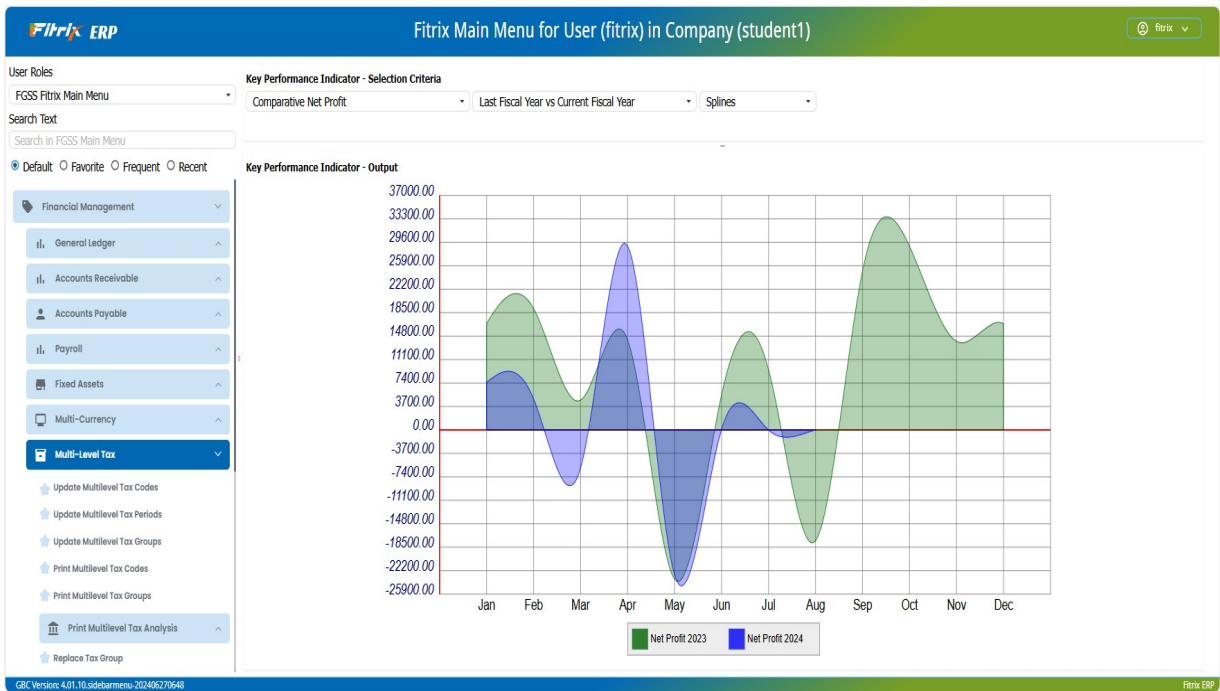 Fitrix ERP
Fitrix Main Menu for User (fitrix) in Company (student1)
fitrix
User Roles
FGSS Fitrix Main Menu
Search Text
Search in FGSS Main Menu
Default Favorite Frequent Recent
Financial Management
General Ledger
Accounts Receivable
Accounts Payable
Payroll
Fixed Assets
Multi-Currency
Multi-Level Tax
Update Multilevel Tax Codes
Update Multilevel Tax Periods
Update Multilevel Tax Groups
Print Multilevel Tax Codes
Print Multilevel Tax Groups
Print Multilevel Tax Analysis
Replace Tax Group
Key Performance Indicator - Selection Criteria
Comparative Net Profit
Last Fiscal Year vs Current Fiscal Year
Splines
Key Performance Indicator - Output
37000.00
33300.00
29600.00
25900.00
22200.00
18500.00
14800.00
11100.00
7400.00
3700.00
0.00
-3700.00
-7400.00
-11100.00
-14800.00
-18500.00
-22200.00
-25900.00
Jan Feb Mar Apr May Jun Jul Aug Sep Oct Nov Dec
Net Profit 2023 Net Profit 2024
GBC Version: 4.01.10.sidebarmenu-202406270648
Fitrix ERP